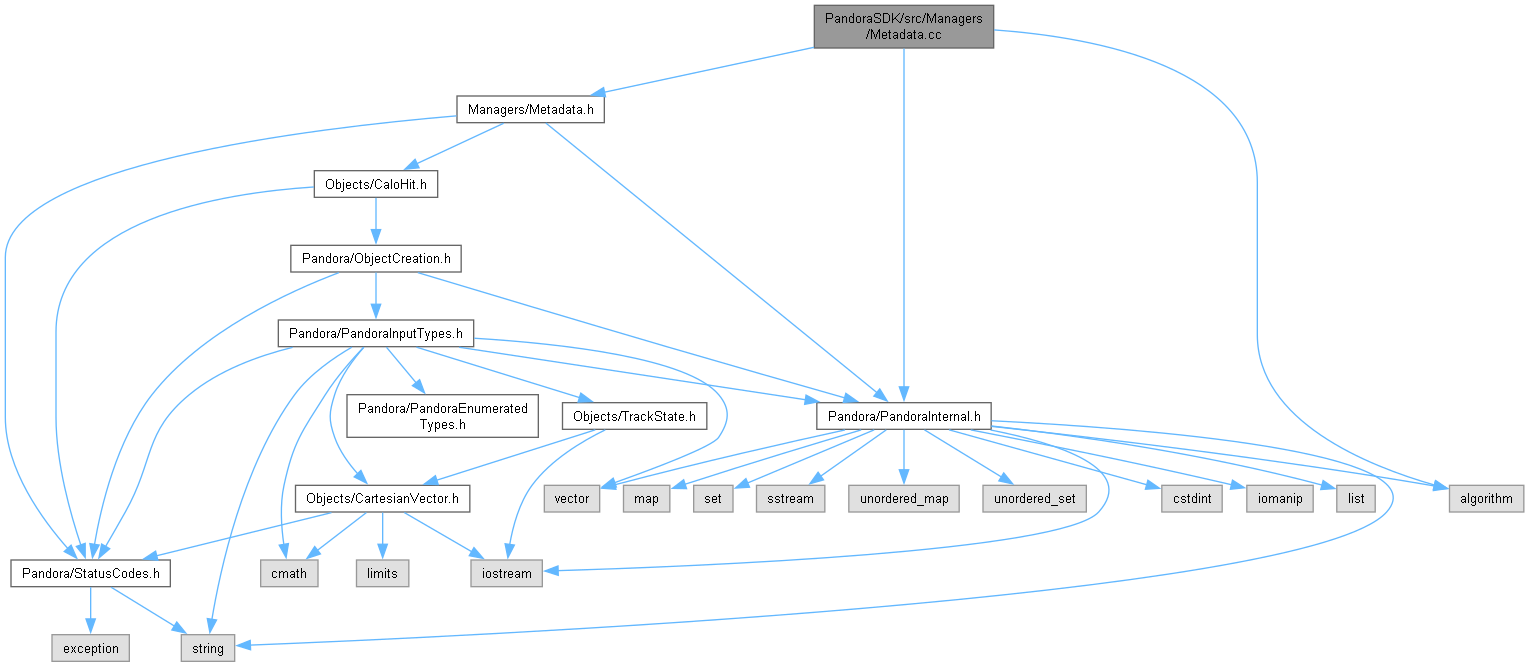 PandoraSDK/src/Managers
/Metadata.cc
Managers/Metadata.h
Objects/CaloHit.h
Pandora/ObjectCreation.h
Pandora/PandoraInputTypes.h
Pandora/PandoraEnumerated
Types.h
Objects/TrackState.h
Pandora/PandoraInternal.h
Objects/CartesianVector.h
vector
map
set
sstream
unordered_map
unordered_set
cstdint
iomanip
list
algorithm
Pandora/StatusCodes.h
cmath
limits
iostream
exception
string